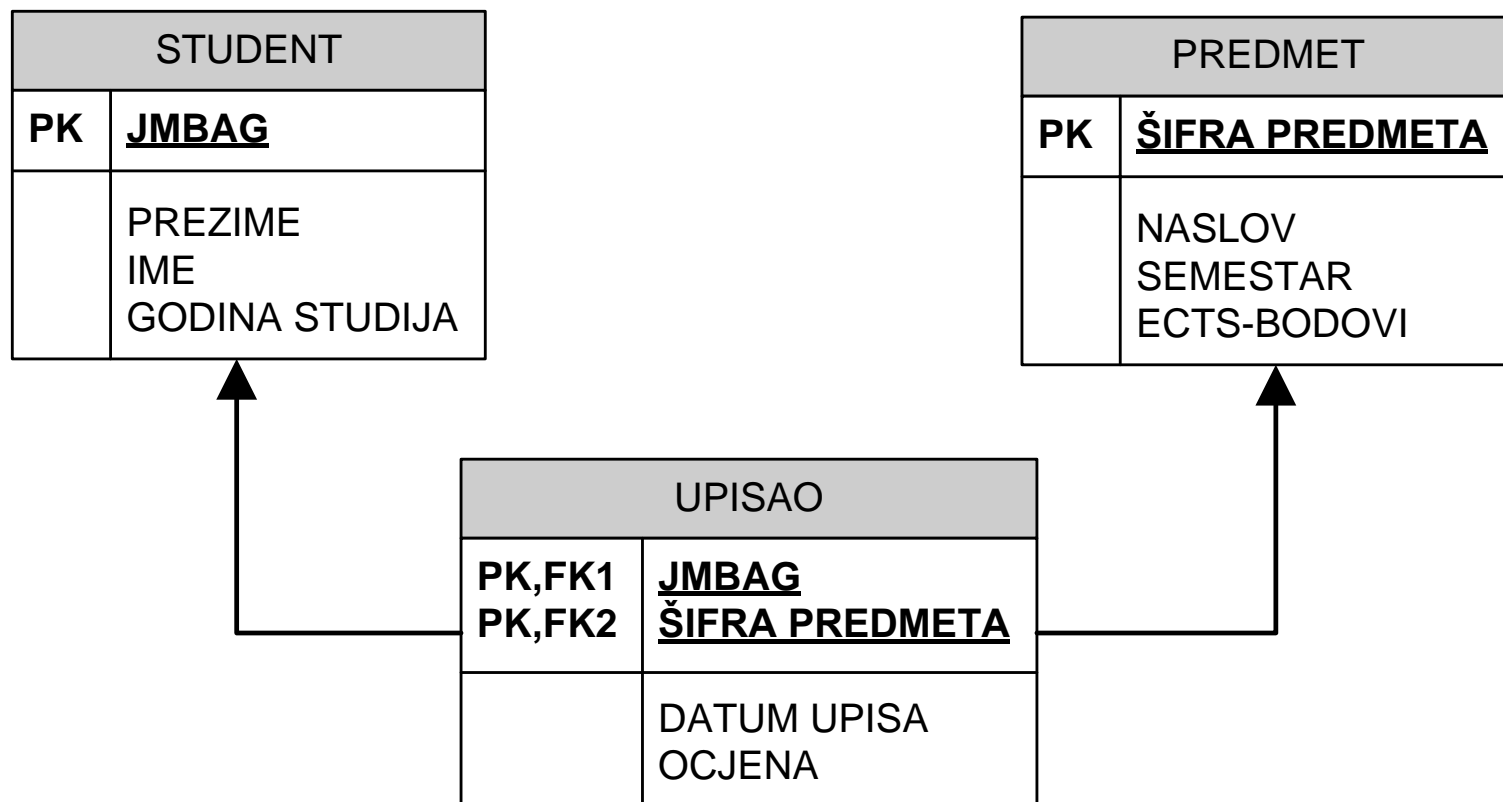 STUDENT
PK JMBAG
PREZIME
IME
GODINA STUDIJA
PREDMET
PK ŠIFRA PREDMETA
NASLOV
SEMESTAR
ECTS-BODOVI
UPISAO
PK,FK1 JMBAG
PK,FK2 ŠIFRA PREDMETA
DATUM UPISA
OCJENA